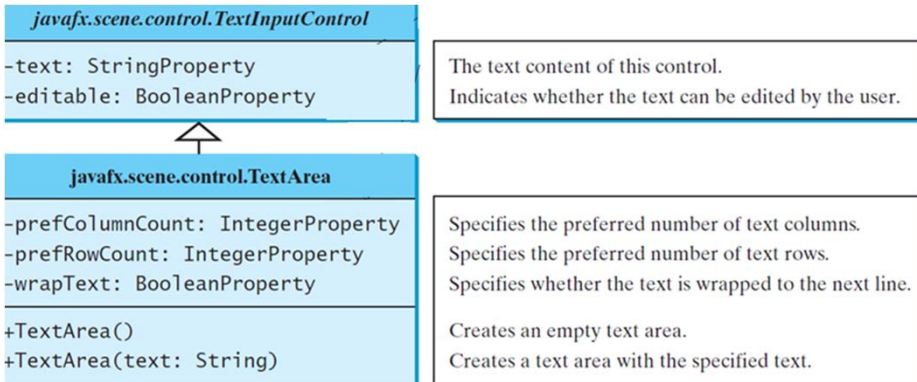 javafx.scene.control.TextInputControl
-text: StringProperty
-editable: BooleanProperty
The text content of this control.
Indicates whether the text can be edited by the user.
javafx.scene.control.TextArea
-prefColumnCount: IntegerProperty
-prefRowCount: IntegerProperty
-wrapText: BooleanProperty
Specifies the preferred number of text columns.
Specifies the preferred number of text rows.
Specifies whether the text is wrapped to the next line.
+TextArea()
+TextArea(text: String)
Creates an empty text area.
Creates a text area with the specified text.